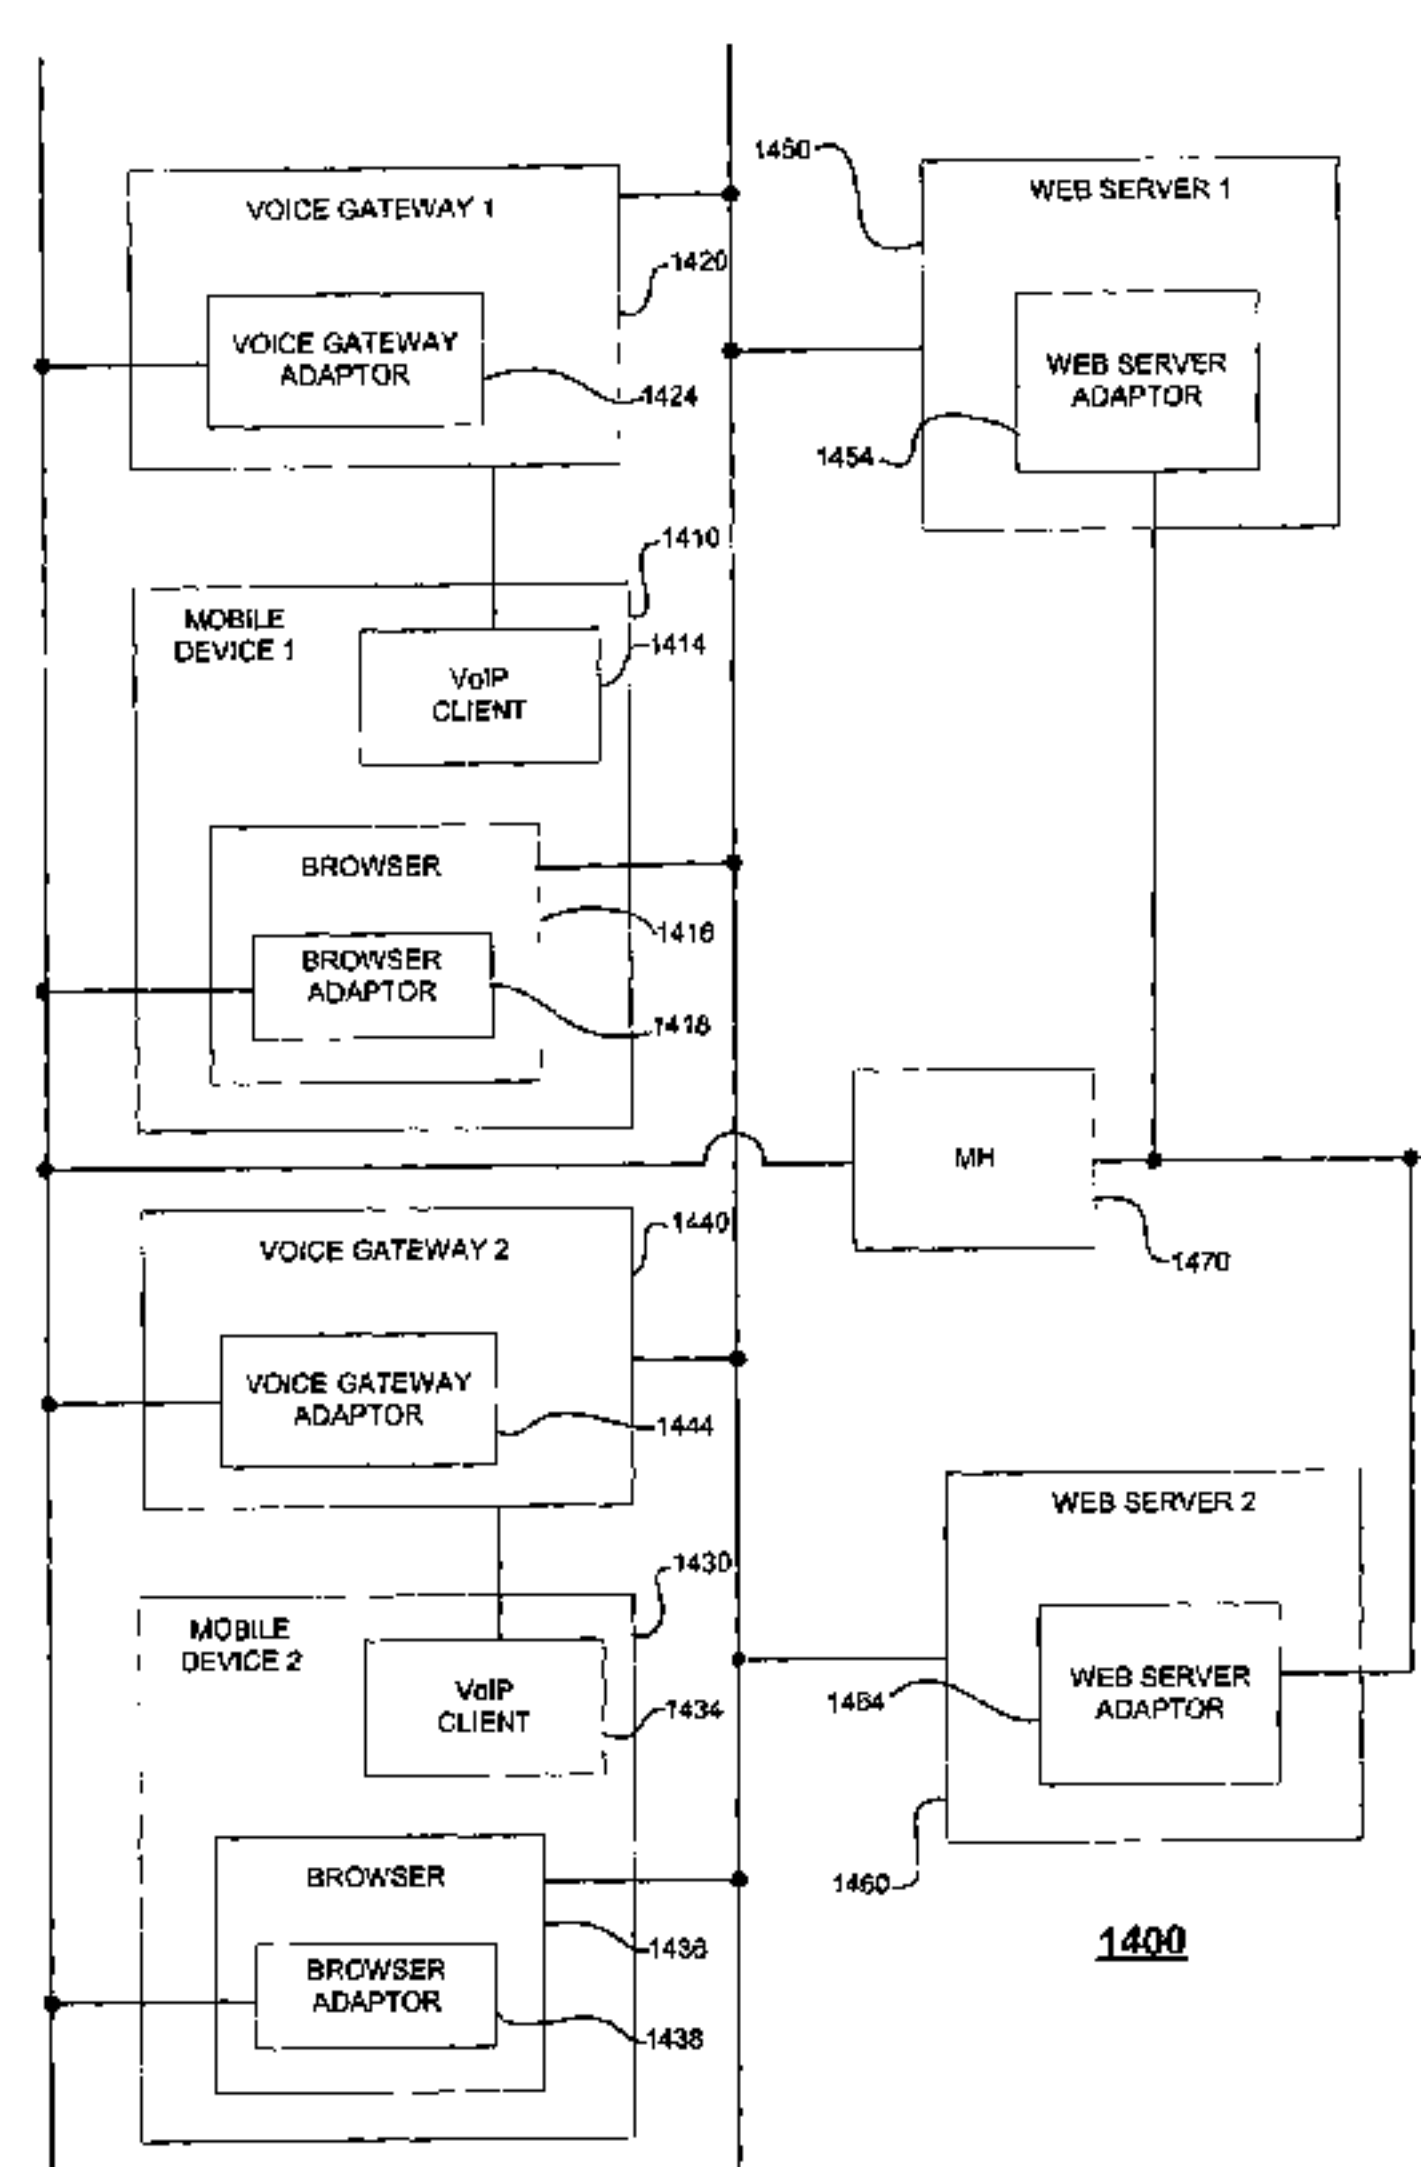 1450
WEB SERVER 1
VOICE GATEWAY 1
1420
VOICE GATEWAY
ADAPTOR
1424
WEB SERVER
ADAPTOR
1454
1410
MOBILE
DEVICE 1
1414
VoIP
CLIENT
BROWSER
1416
BROWSER
ADAPTOR
1418
MH
1470
1440
VOICE GATEWAY 2
VOICE GATEWAY
ADAPTOR
1444
WEB SERVER 2
1430
MOBILE
DEVICE 2
VoIP
CLIENT
1434
WEB SERVER
ADAPTOR
1464
BROWSER
1460
1436
1400
BROWSER
ADAPTOR
1438